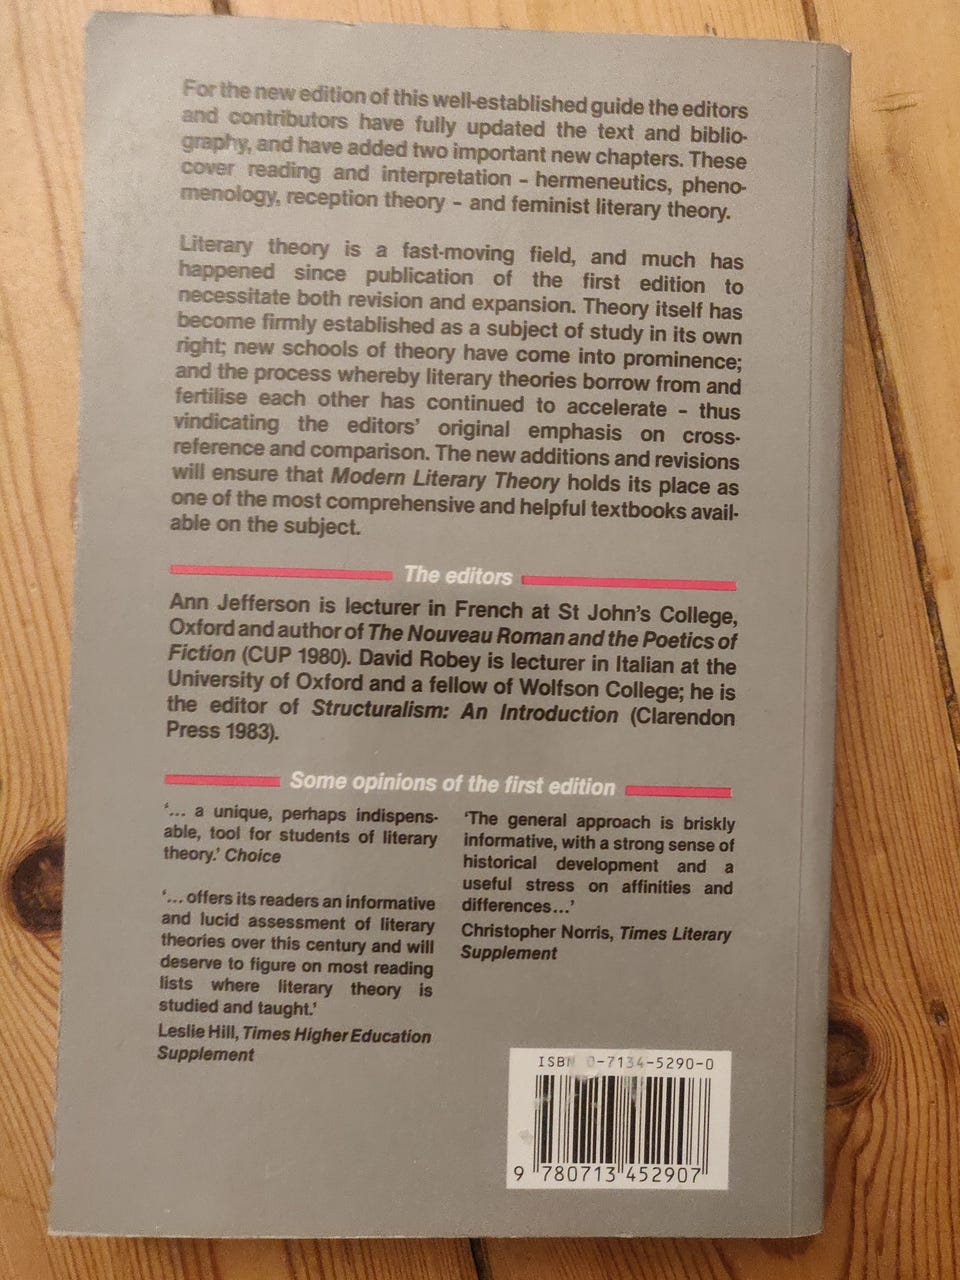 For the new edition of this well-established guide the editors
and contributors have fully updated the text and biblio-
graphy, and have added two important new chapters. These
cover reading and interpretation – hermeneutics, pheno-
menology, reception theory – and feminist literary theory.
Literary theory is a fast-moving field, and much has
happened since publication of the first edition to
necessitate both revision and expansion. Theory itself has
become firmly established as a subject of study in its own
right; new schools of theory have come into prominence;
and the process whereby literary theories borrow from and
fertilise each other has continued to accelerate – thus
vindicating the editors' original emphasis on cross-
reference and comparison. The new additions and revisions
will ensure that Modern Literary Theory holds its place as
one of the most comprehensive and helpful textbooks avail-
able on the subject.
The editors
Ann Jefferson is lecturer in French at St John's College,
Oxford and author of The Nouveau Roman and the Poetics of
Fiction (CUP 1980). David Robey is lecturer in Italian at the
University of Oxford and a fellow of Wolfson College; he is
the editor of Structuralism: An Introduction (Clarendon
Press 1983).
Some opinions of the first edition
'... a unique, perhaps indispens-
able, tool for students of literary
theory.' Choice
'... offers its readers an informative
and lucid assessment of literary
theories over this century and will
deserve to figure on most reading
lists where literary theory is
studied and taught.'
Leslie Hill, Times Higher Education
Supplement
'The general approach is briskly
informative, with a strong sense of
historical development and a
useful stress on affinities and
differences...'
Christopher Norris, Times Literary
Supplement
ISBN 0-7134-5290-0
9 780713 452907